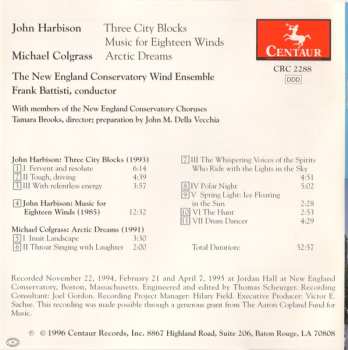 John Harbison Three City Blocks
Music for Eighteen Winds
Michael Colgrass Arctic Dreams
CENTAUR
CRC 2288
DDD
The New England Conservatory Wind Ensemble
Frank Battisti, conductor
With members of the New England Conservatory Choruses
Tamara Brooks, director; preparation by John M. Della Vecchia
John Harbison: Three City Blocks (1993)
1 I Fervent and resolute 6:14
2 II Tough, driving 4:39
3 III With relentless energy 3:57
4 John Harbison: Music for
Eighteen Winds (1985) 12:32
Michael Colgrass: Arctic Dreams (1991)
5 I Inuit Landscape 3:30
6 II Throat Singing with Laughter 2:00
7 III The Whispering Voices of the Spirits
Who Ride with the Lights in the Sky
4:51
8 IV Polar Night 5:02
9 V Spring Light: Ice Floating
in the Sun 2:28
10 VI The Hunt 2:53
11 VII Drum Dancer 4:29
Total Duration: 52:57
Recorded November 22, 1994, February 21 and April 7, 1995 at Jordan Hall at New England
Conservatory, Boston, Massachusetts. Engineered and edited by Thomas Scheuzger. Recording
Consultant: Joel Gordon. Recording Project Manager: Hilary Field. Executive Producer: Victor E.
Sachse. This recording was made possible through a generous grant from The Aaron Copland Fund for
Music.
© 1996 Centaur Records, Inc. 8867 Highland Road, Suite 206, Baton Rouge, LA 70808